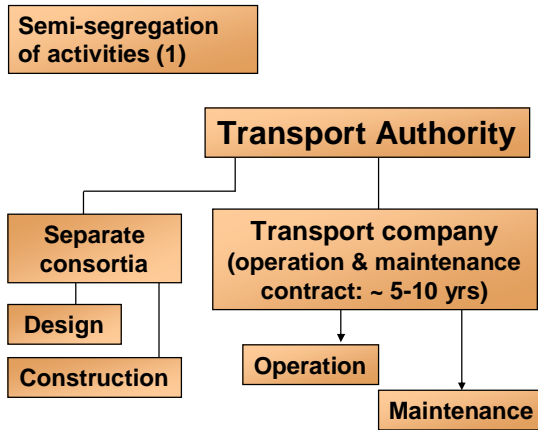 Semi-segregation
of activities (1)
Transport Authority
Separate
consortia
Transport company
(operation & maintenance
contract: ~ 5-10 yrs)
Design
Construction
Operation
Maintenance